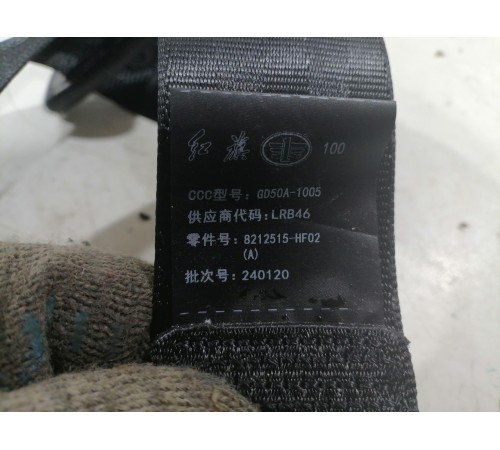 红旗 100
CCC型号: GD50A-1005
供应商代码: LRB46
零件号: 8212515-HF02
(A)
批次号: 240120